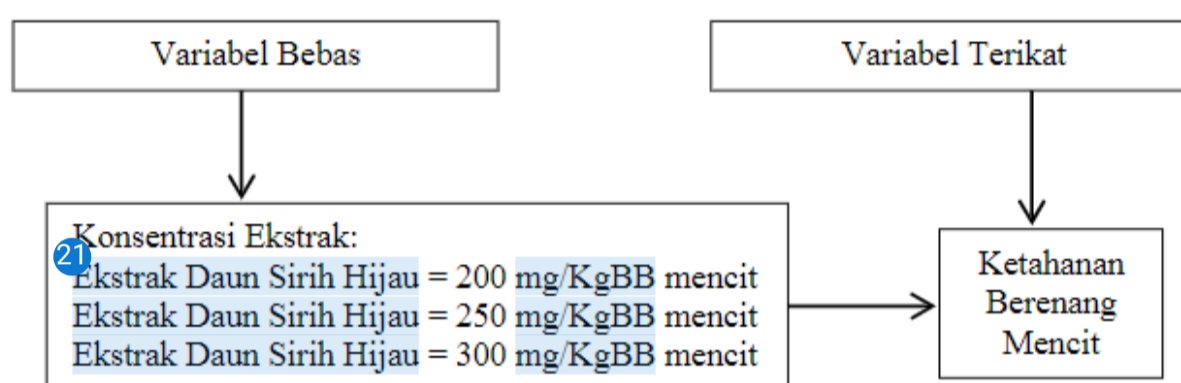 Variabel Bebas
Variabel Terikat
Konsentrasi Ekstrak:
21
Ekstrak Daun Sirih Hijau = 200 mg/KgBB mencit
Ekstrak Daun Sirih Hijau = 250 mg/KgBB mencit
Ekstrak Daun Sirih Hijau = 300 mg/KgBB mencit
Ketahanan
Berenang
Mencit